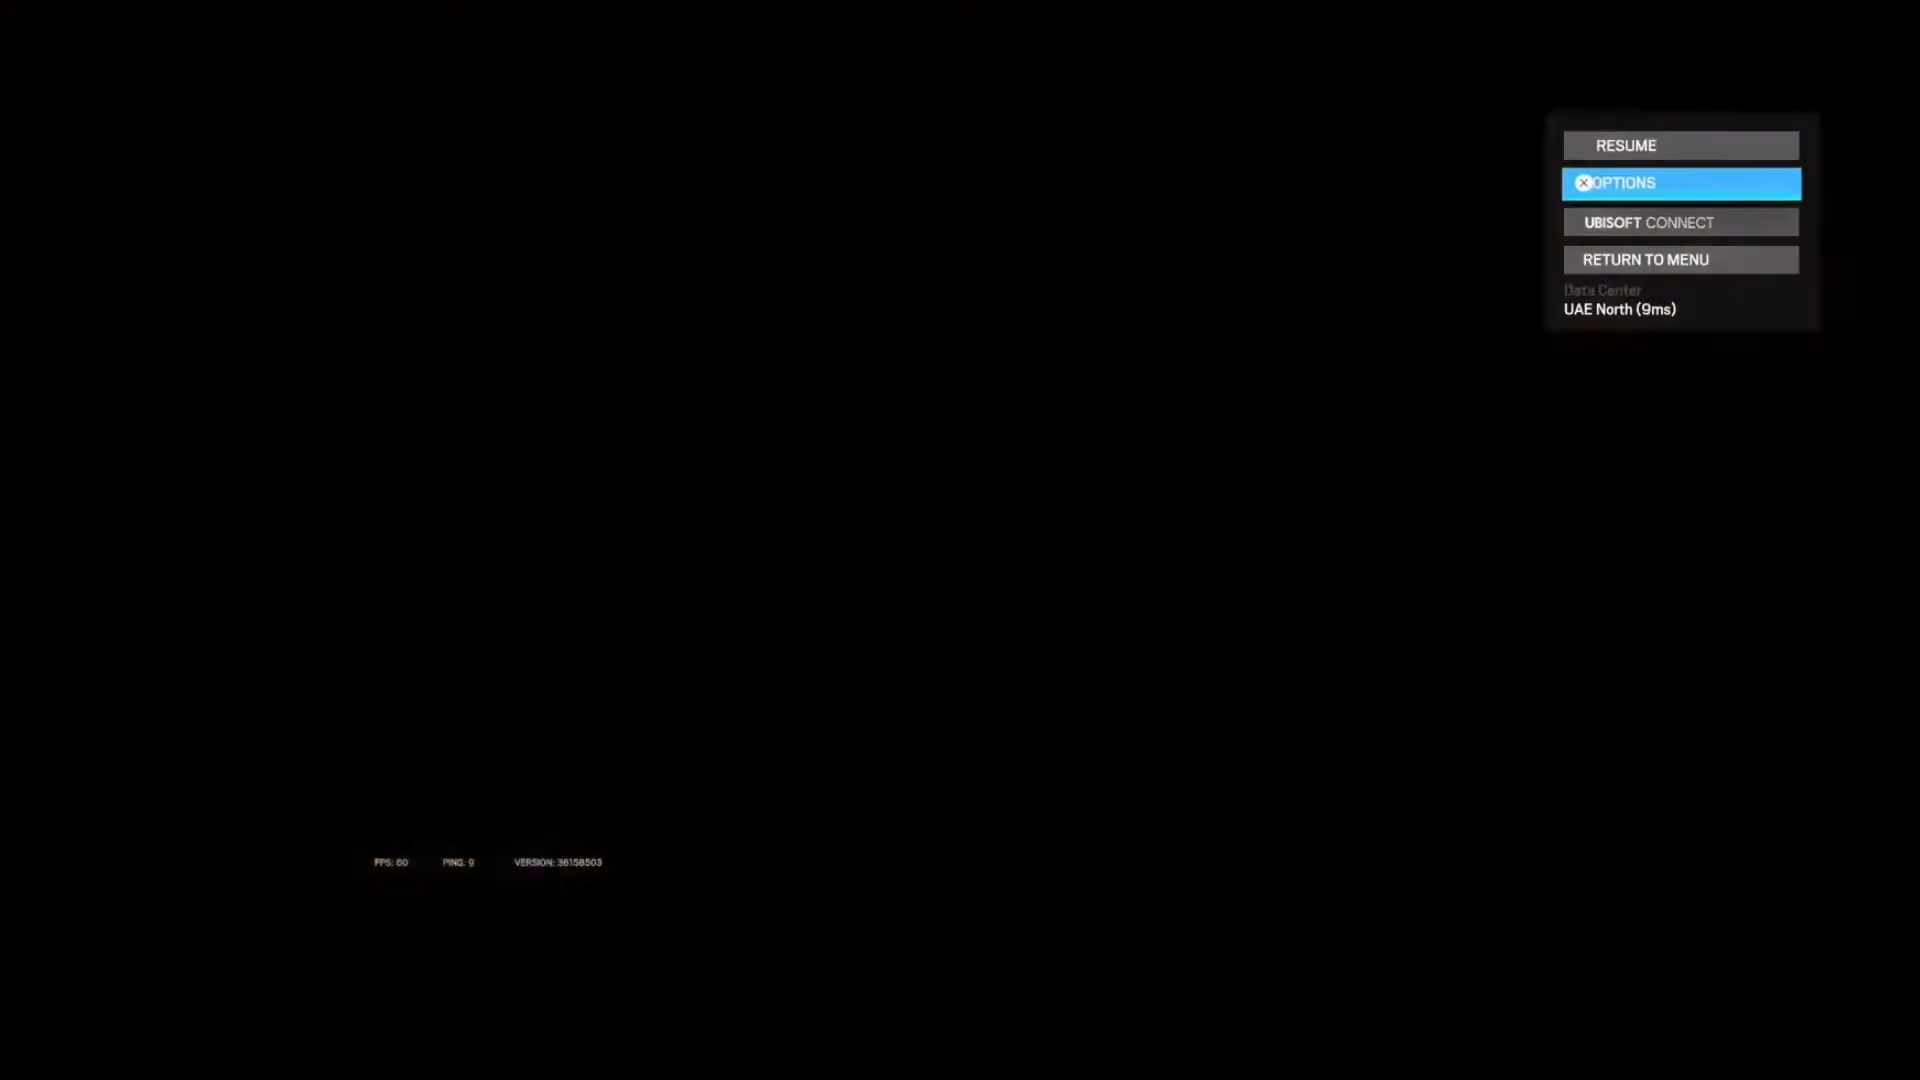 RESUME
OPTIONS
UBISOFT CONNECT
RETURN TO MENU
Data Center
UAE North (9ms)
FPS: 60 PING: 9 VERSION: 36158503